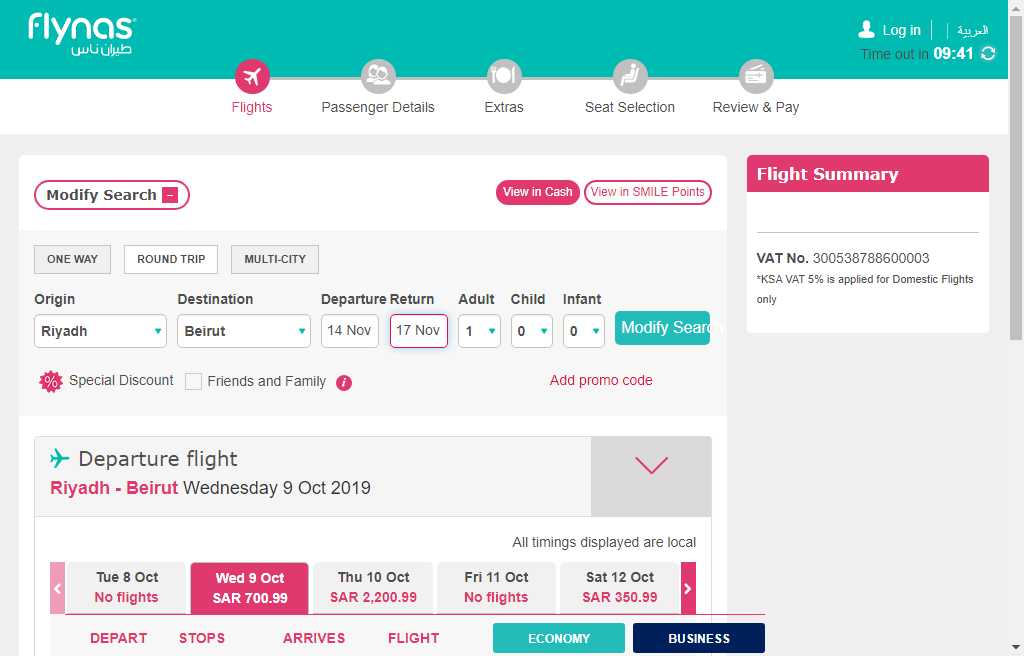 flynas
طيران ناس
Log in
العربية
Time out in 09:41
Flights
Passenger Details
Extras
Seat Selection
Review & Pay
Modify Search
View in Cash
View in SMILE Points
Flight Summary
ONE WAY
ROUND TRIP
MULTI-CITY
VAT No. 300538788600003
*KSA VAT 5% is applied for Domestic Flights
only
Origin
Destination
Departure
Return
Adult
Child
Infant
Riyadh
Beirut
14 Nov
17 Nov
1
0
0
Modify Search
Special Discount
Friends and Family
Add promo code
Departure flight
Riyadh - Beirut Wednesday 9 Oct 2019
All timings displayed are local
Tue 8 Oct
No flights
Wed 9 Oct
SAR 700.99
Thu 10 Oct
SAR 2,200.99
Fri 11 Oct
No flights
Sat 12 Oct
SAR 350.99
DEPART
STOPS
ARRIVES
FLIGHT
ECONOMY
BUSINESS